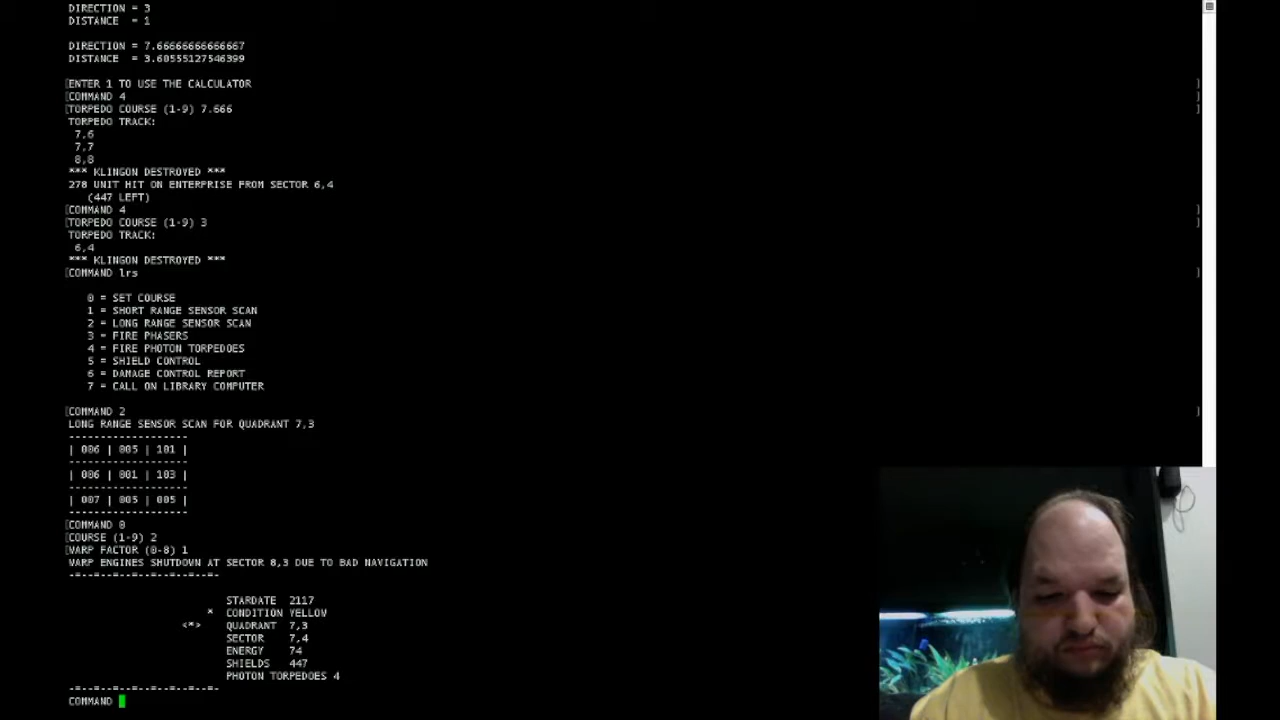 DIRECTION = 3
DISTANCE = 1
DIRECTION = 7.66666666666667
DISTANCE = 3.60555127546399
ENTER 1 TO USE THE CALCULATOR
COMMAND 4
TORPEDO COURSE (1-9) 7.666
TORPEDO TRACK:
7,6
7,7
8,8
*** KLINGON DESTROYED ***
278 UNIT HIT ON ENTERPRISE FROM SECTOR 6,4
(447 LEFT)
COMMAND 4
TORPEDO COURSE (1-9) 3
TORPEDO TRACK:
6,4
*** KLINGON DESTROYED ***
COMMAND lrs
0 = SET COURSE
1 = SHORT RANGE SENSOR SCAN
2 = LONG RANGE SENSOR SCAN
3 = FIRE PHASERS
4 = FIRE PHOTON TORPEDOES
5 = SHIELD CONTROL
6 = DAMAGE CONTROL REPORT
7 = CALL ON LIBRARY COMPUTER
COMMAND 2
LONG RANGE SENSOR SCAN FOR QUADRANT 7,3
-------------------
| 006 | 005 | 101 |
-------------------
| 006 | 001 | 103 |
-------------------
| 007 | 005 | 005 |
-------------------
COMMAND 0
COURSE (1-9) 2
WARP FACTOR (0-8) 1
WARP ENGINES SHUTDOWN AT SECTOR 8,3 DUE TO BAD NAVIGATION
-=--=--=--=--=--=--=--=-
STARDATE 2117
* CONDITION YELLOW
<*> QUADRANT 7,3
SECTOR 7,4
ENERGY 74
SHIELDS 447
PHOTON TORPEDOES 4
-=--=--=--=--=--=--=--=-
COMMAND